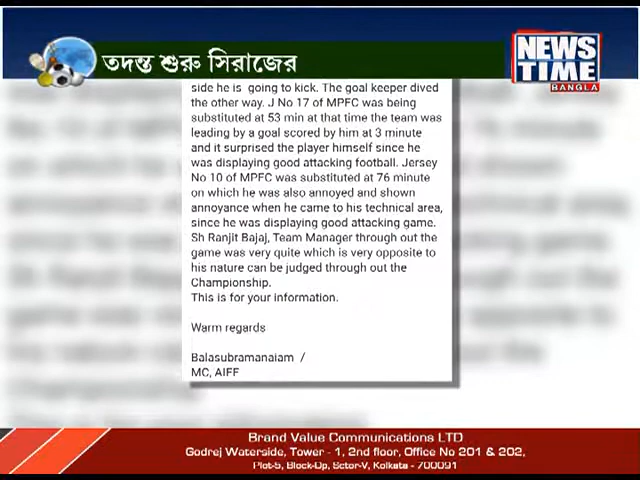 তদন্ত শুরু সিরাজের
NEWS
TIME
BANGLA
side he is going to kick. The goal keeper dived
the other way. J No 17 of MPFC was being
substituted at 53 min at that time the team was
leading by a goal scored by him at 3 minute
and it surprised the player himself since he
was displaying good attacking football. Jersey
No 10 of MPFC was substituted at 76 minute
on which he was also annoyed and shown
annoyance when he came to his technical area,
since he was displaying good attacking game.
Sh Ranjit Bajaj, Team Manager through out the
game was very quite which is very opposite to
his nature can be judged through out the
Championship.
This is for your information.
Warm regards
Balasubramanaiam /
MC, AIFF
Brand Value Communications LTD
Godrej Waterside, Tower - 1, 2nd floor, Office No 201 & 202,
Plot-5, Block-Dp, Sctor-V, Kolkata - 700091